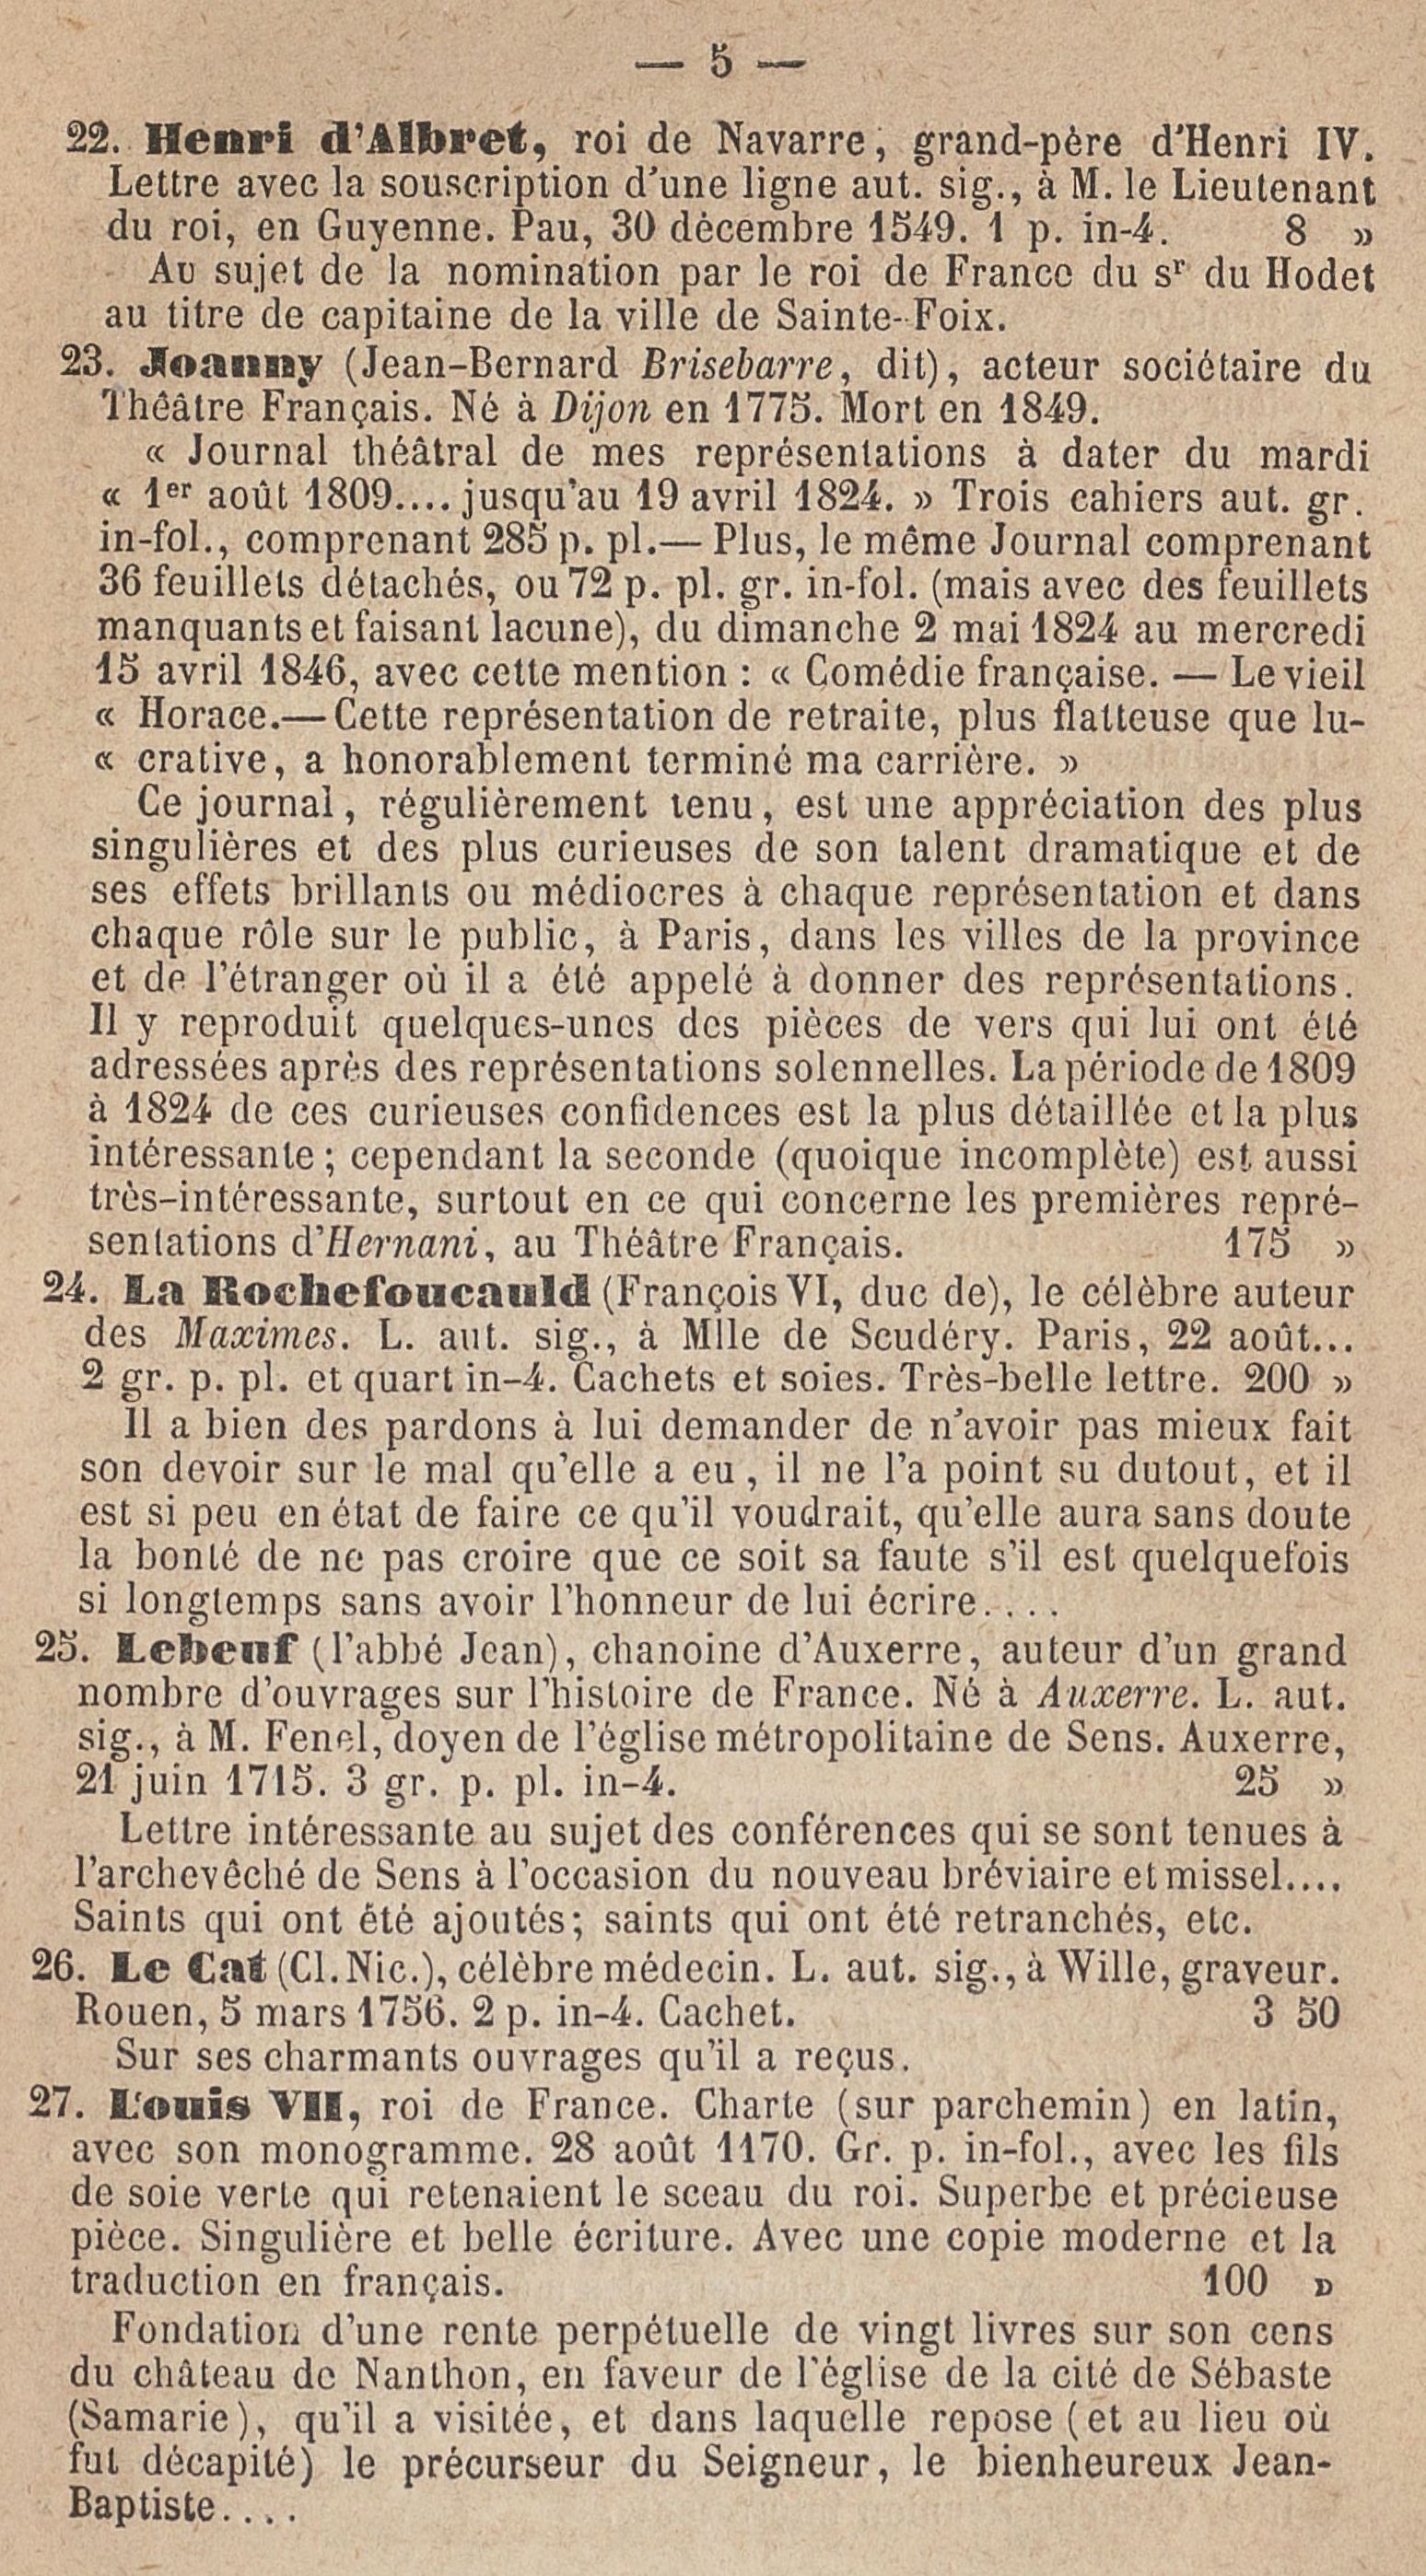 — 5 —
22. Henri d'Albret, roi de Navarre, grand-père d'Henri IV.
Lettre avec la souscription d'une ligne aut. sig., à M. le Lieutenant
du roi, en Guyenne. Pau, 30 décembre 1549. 1 p. in-4. 8 »
Au sujet de la nomination par le roi de France du sr du Hodet
au titre de capitaine de la ville de Sainte-Foix.
23. Joanny (Jean-Bernard Brisebarre, dit), acteur sociétaire du
Théâtre Français. Né à Dijon en 1775. Mort en 1849.
« Journal théâtral de mes représentations à dater du mardi
« 1er août 1809.... jusqu'au 19 avril 1824. » Trois cahiers aut. gr.
in-fol., comprenant 285 p. pl.— Plus, le même Journal comprenant
36 feuillets détachés, ou 72 p. pl. gr. in-fol. (mais avec des feuillets
manquants et faisant lacune), du dimanche 2 mai 1824 au mercredi
15 avril 1846, avec cette mention : « Comédie française. — Le vieil
« Horace.— Cette représentation de retraite, plus flatteuse que lu-
« crative, a honorablement terminé ma carrière. »
Ce journal, régulièrement tenu, est une appréciation des plus
singulières et des plus curieuses de son talent dramatique et de
ses effets brillants ou médiocres à chaque représentation et dans
chaque rôle sur le public, à Paris, dans les villes de la province
et de l'étranger où il a été appelé à donner des représentations.
Il y reproduit quelques-unes des pièces de vers qui lui ont été
adressées après des représentations solennelles. La période de 1809
à 1824 de ces curieuses confidences est la plus détaillée et la plus
intéressante ; cependant la seconde (quoique incomplète) est aussi
très-intéressante, surtout en ce qui concerne les premières repré-
sentations d'Hernani, au Théâtre Français. 175 »
24. La Rochefoucauld (François VI, duc de), le célèbre auteur
des Maximes. L. aut. sig., à Mlle de Scudéry. Paris, 22 août...
2 gr. p. pl. et quart in-4. Cachets et soies. Très-belle lettre. 200 »
Il a bien des pardons à lui demander de n'avoir pas mieux fait
son devoir sur le mal qu'elle a eu, il ne l'a point su dutout, et il
est si peu en état de faire ce qu'il voudrait, qu'elle aura sans doute
la bonté de ne pas croire que ce soit sa faute s'il est quelquefois
si longtemps sans avoir l'honneur de lui écrire....
25. Lebeuf (l'abbé Jean), chanoine d'Auxerre, auteur d'un grand
nombre d'ouvrages sur l'histoire de France. Né à Auxerre. L. aut.
sig., à M. Fenel, doyen de l'église métropolitaine de Sens. Auxerre,
21 juin 1715. 3 gr. p. pl. in-4. 25 »
Lettre intéressante au sujet des conférences qui se sont tenues à
l'archevêché de Sens à l'occasion du nouveau bréviaire et missel....
Saints qui ont été ajoutés; saints qui ont été retranchés, etc.
26. Le Cat (Cl. Nic.), célèbre médecin. L. aut. sig., à Wille, graveur.
Rouen, 5 mars 1756. 2 p. in-4. Cachet. 3 50
Sur ses charmants ouvrages qu'il a reçus.
27. Louis VII, roi de France. Charte (sur parchemin) en latin,
avec son monogramme. 28 août 1170. Gr. p. in-fol., avec les fils
de soie verte qui retenaient le sceau du roi. Superbe et précieuse
pièce. Singulière et belle écriture. Avec une copie moderne et la
traduction en français. 100 »
Fondation d'une rente perpétuelle de vingt livres sur son cens
du château de Nanthon, en faveur de l'église de la cité de Sébaste
(Samarie), qu'il a visitée, et dans laquelle repose (et au lieu où
fut décapité) le précurseur du Seigneur, le bienheureux Jean-
Baptiste....